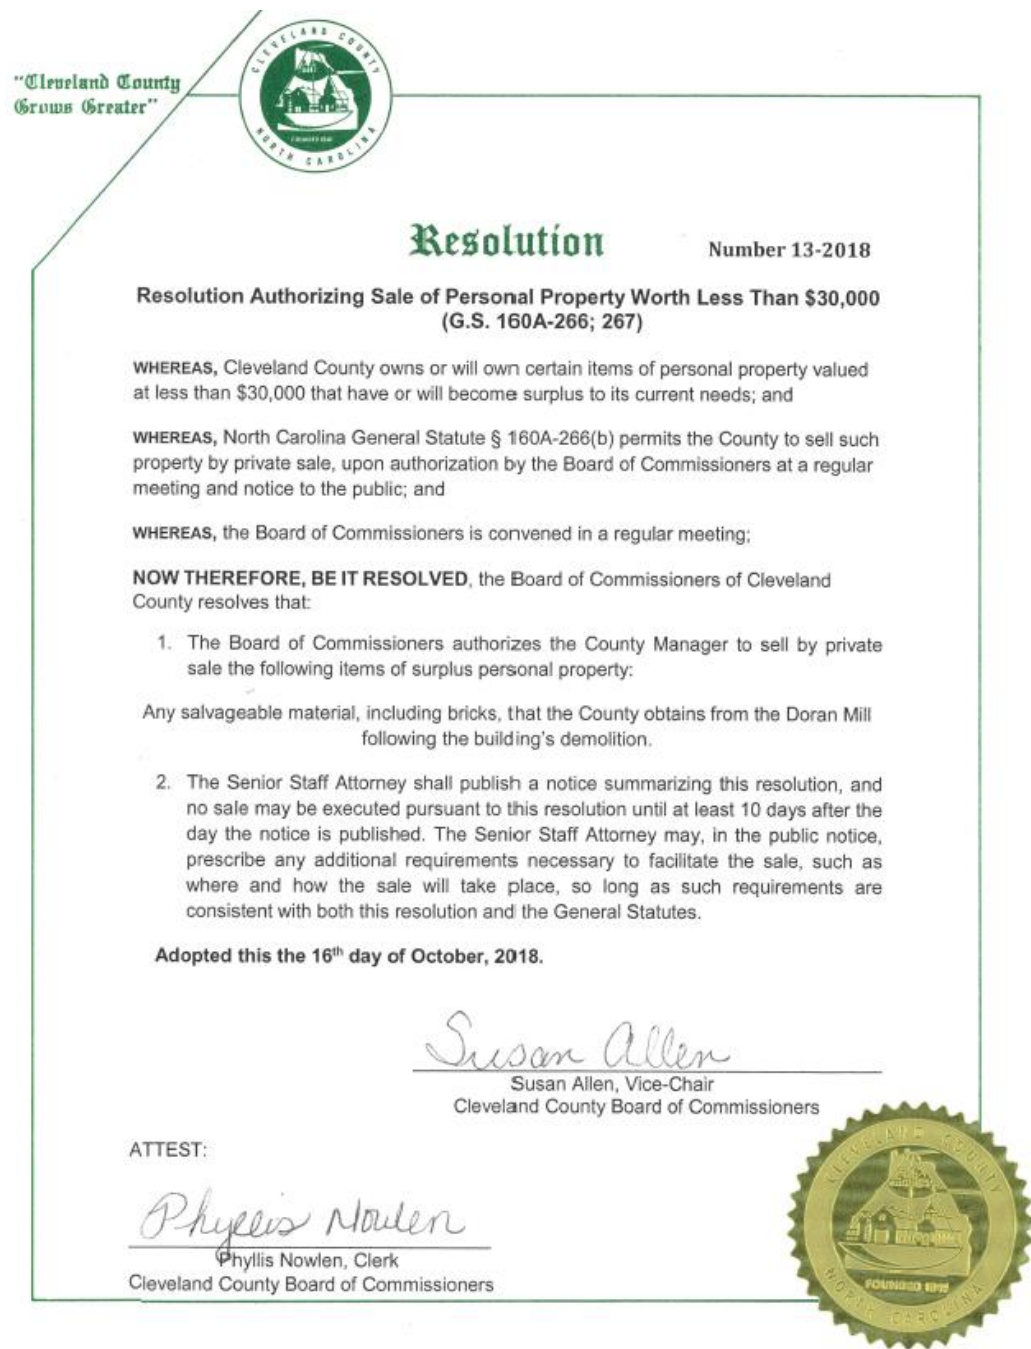 "Cleveland County
Grows Greater"
CLEVELAND COUNTY
NORTH CAROLINA
Resolution
Number 13-2018
Resolution Authorizing Sale of Personal Property Worth Less Than $30,000
(G.S. 160A-266; 267)
WHEREAS, Cleveland County owns or will own certain items of personal property valued
at less than $30,000 that have or will become surplus to its current needs; and
WHEREAS, North Carolina General Statute § 160A-266(b) permits the County to sell such
property by private sale, upon authorization by the Board of Commissioners at a regular
meeting and notice to the public; and
WHEREAS, the Board of Commissioners is convened in a regular meeting;
NOW THEREFORE, BE IT RESOLVED, the Board of Commissioners of Cleveland
County resolves that:
1. The Board of Commissioners authorizes the County Manager to sell by private
sale the following items of surplus personal property:
Any salvageable material, including bricks, that the County obtains from the Doran Mill
following the building's demolition.
2. The Senior Staff Attorney shall publish a notice summarizing this resolution, and
no sale may be executed pursuant to this resolution until at least 10 days after the
day the notice is published. The Senior Staff Attorney may, in the public notice,
prescribe any additional requirements necessary to facilitate the sale, such as
where and how the sale will take place, so long as such requirements are
consistent with both this resolution and the General Statutes.
Adopted this the 16th day of October, 2018.
Susan Allen
Susan Allen, Vice-Chair
Cleveland County Board of Commissioners
ATTEST:
Phyllis Nowlen
Phyllis Nowlen, Clerk
Cleveland County Board of Commissioners
CLEVELAND COUNTY
FOUNDED
NORTH CAROLINA